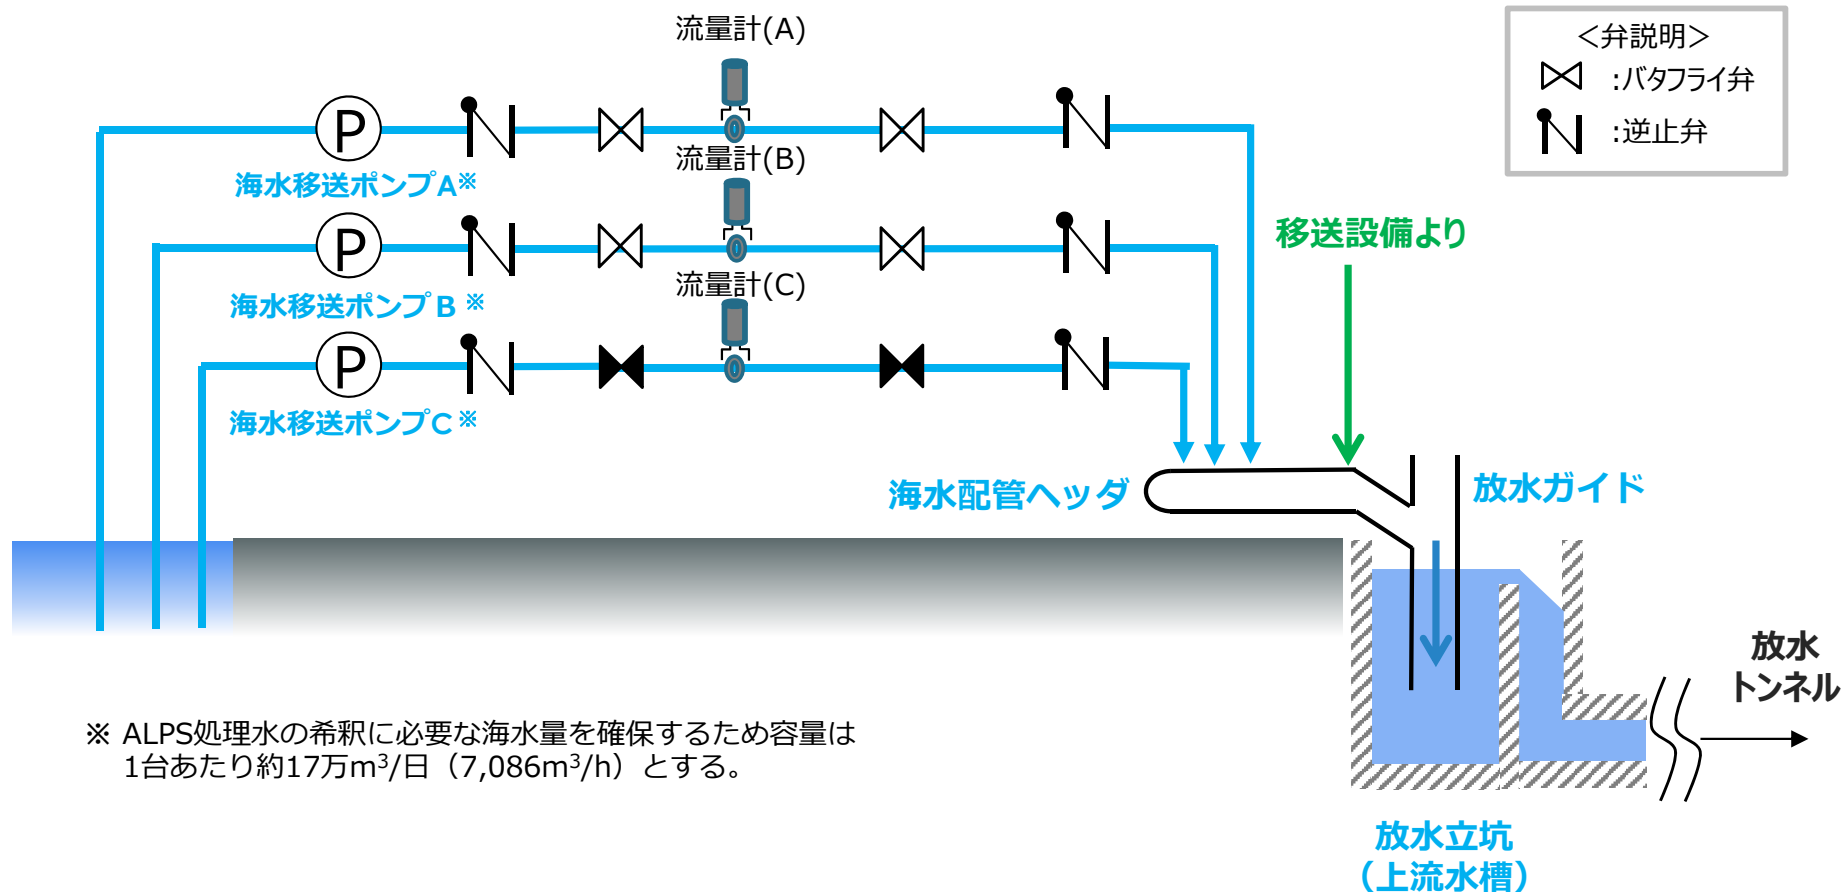 流量計(A)
＜弁説明＞
:バタフライ弁
:逆止弁
P
海水移送ポンプA※
流量計(B)
P
海水移送ポンプB※
流量計(C)
P
海水移送ポンプC※
移送設備より
海水配管ヘッダ
放水ガイド
放水
トンネル
※ ALPS処理水の希釈に必要な海水量を確保するため容量は
1台あたり約17万m³/日（7,086m³/h）とする。
放水立坑
（上流水槽）